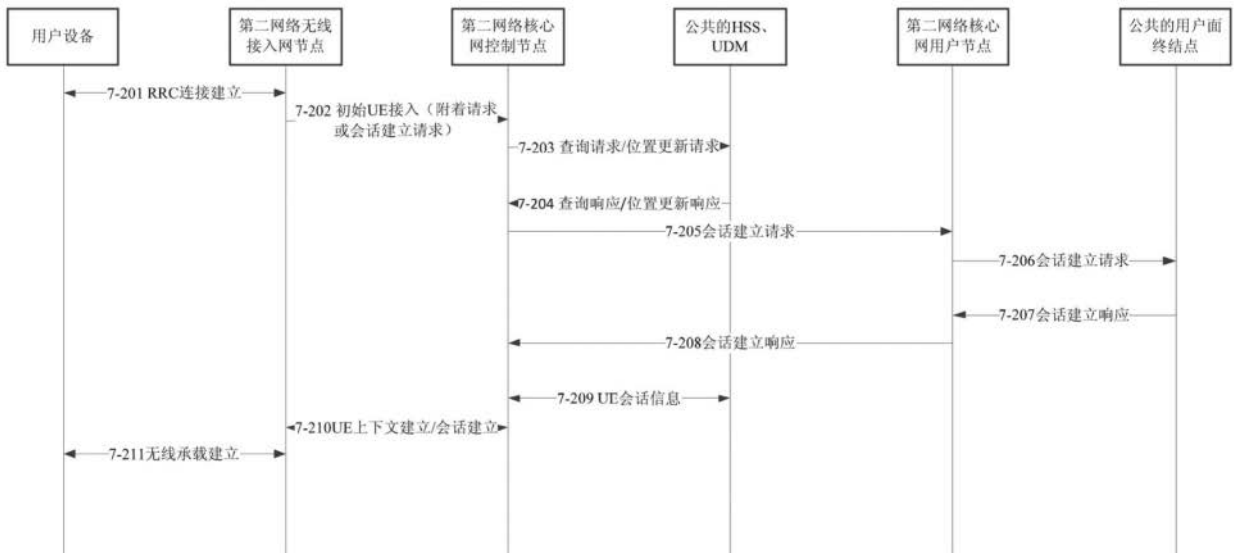 用户设备
第二网络无线
接入网节点
第二网络核心
网控制节点
公共的HSS、
UDM
第二网络核心
网用户节点
公共的用户面
终结点
7-201 RRC连接建立
7-202 初始UE接入（附着请求
或会话建立请求）
7-203 查询请求/位置更新请求
7-204 查询响应/位置更新响应
7-205会话建立请求
7-206会话建立请求
7-207会话建立响应
7-208会话建立响应
7-209 UE会话信息
7-210UE上下文建立/会话建立
7-211无线承载建立